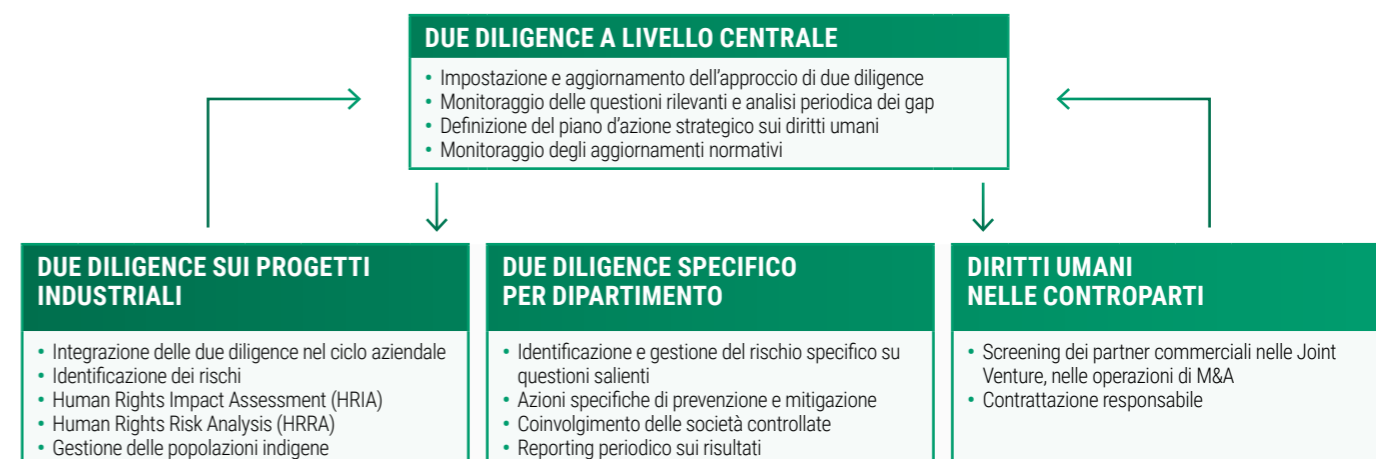 DUE DILIGENCE A LIVELLO CENTRALE
• Impostazione e aggiornamento dell'approccio di due diligence
• Monitoraggio delle questioni rilevanti e analisi periodica dei gap
• Definizione del piano d'azione strategico sui diritti umani
• Monitoraggio degli aggiornamenti normativi
DUE DILIGENCE SUI PROGETTI
INDUSTRIALI
• Integrazione delle due diligence nel ciclo aziendale
• Identificazione dei rischi
• Human Rights Impact Assessment (HRIA)
• Human Rights Risk Analysis (HRRA)
• Gestione delle popolazioni indigene
DUE DILIGENCE SPECIFICO
PER DIPARTIMENTO
• Identificazione e gestione del rischio specifico su
questioni salienti
• Azioni specifiche di prevenzione e mitigazione
• Coinvolgimento delle società controllate
• Reporting periodico sui risultati
DIRITTI UMANI
NELLE CONTROPARTI
• Screening dei partner commerciali nelle Joint
Venture, nelle operazioni di M&A
• Contrattazione responsabile